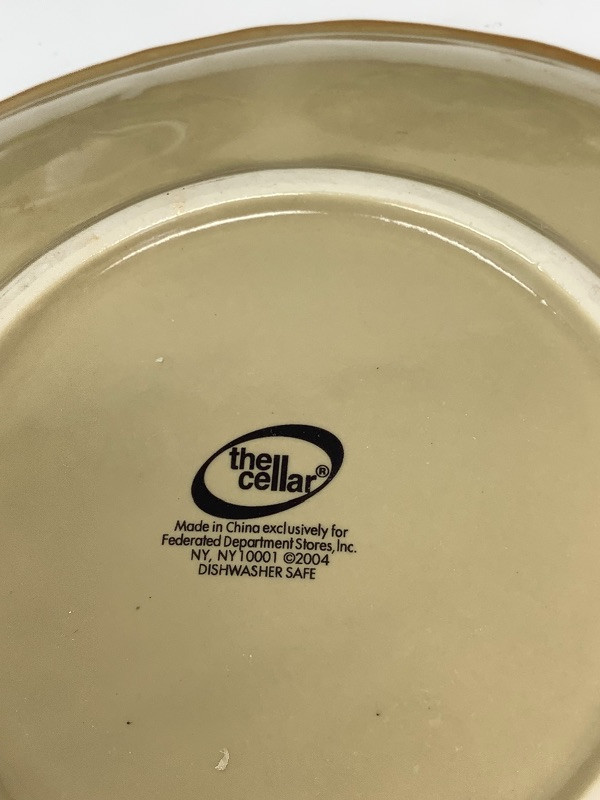 the
cellar®
Made in China exclusively for
Federated Department Stores, Inc.
NY, NY 10001 ©2004
DISHWASHER SAFE